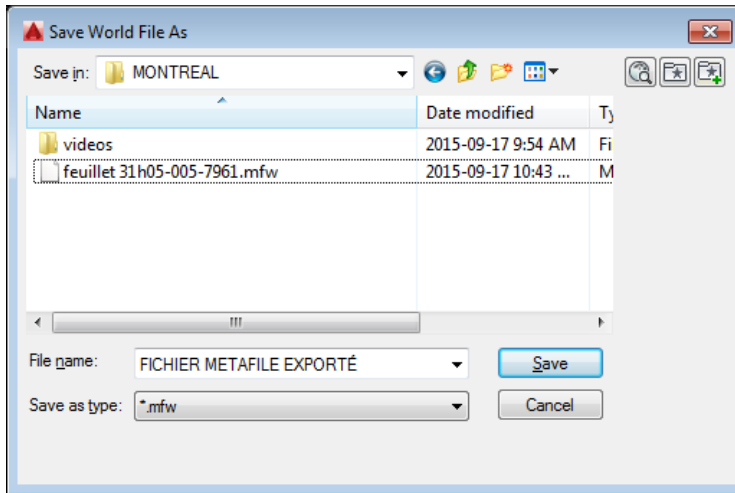 Save World File As
Save in: MONTREAL
Name Date modified Ty
videos 2015-09-17 9:54 AM Fi
feuillet 31h05-005-7961.mfw 2015-09-17 10:43 ... M
File name: FICHIER METAFILE EXPORTÉ Save
Save as type: *.mfw Cancel